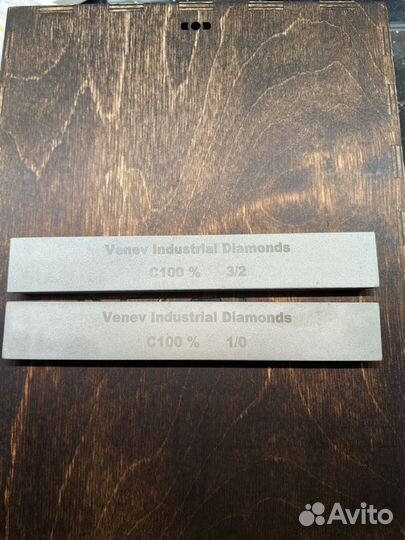 Venev Industrial Diamonds
C100 % 3/2
Venev Industrial Diamonds
C100 % 1/0
Avito